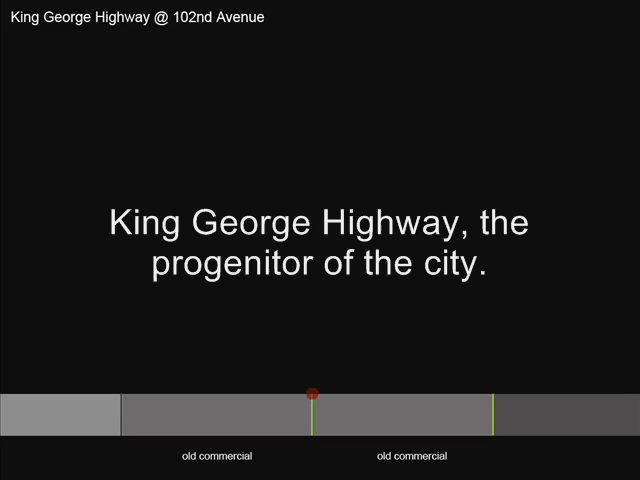 King George Highway @ 102nd Avenue
King George Highway, the
progenitor of the city.
old commercial
old commercial